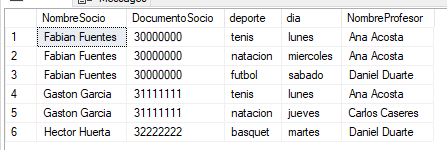 Messages
NombreSocio DocumentoSocio deporte dia NombreProfesor
1 Fabian Fuentes 30000000 tenis lunes Ana Acosta
2 Fabian Fuentes 30000000 natacion miercoles Ana Acosta
3 Fabian Fuentes 30000000 futbol sabado Daniel Duarte
4 Gaston Garcia 31111111 tenis lunes Ana Acosta
5 Gaston Garcia 31111111 natacion jueves Carlos Caseres
6 Hector Huerta 32222222 basquet martes Daniel Duarte